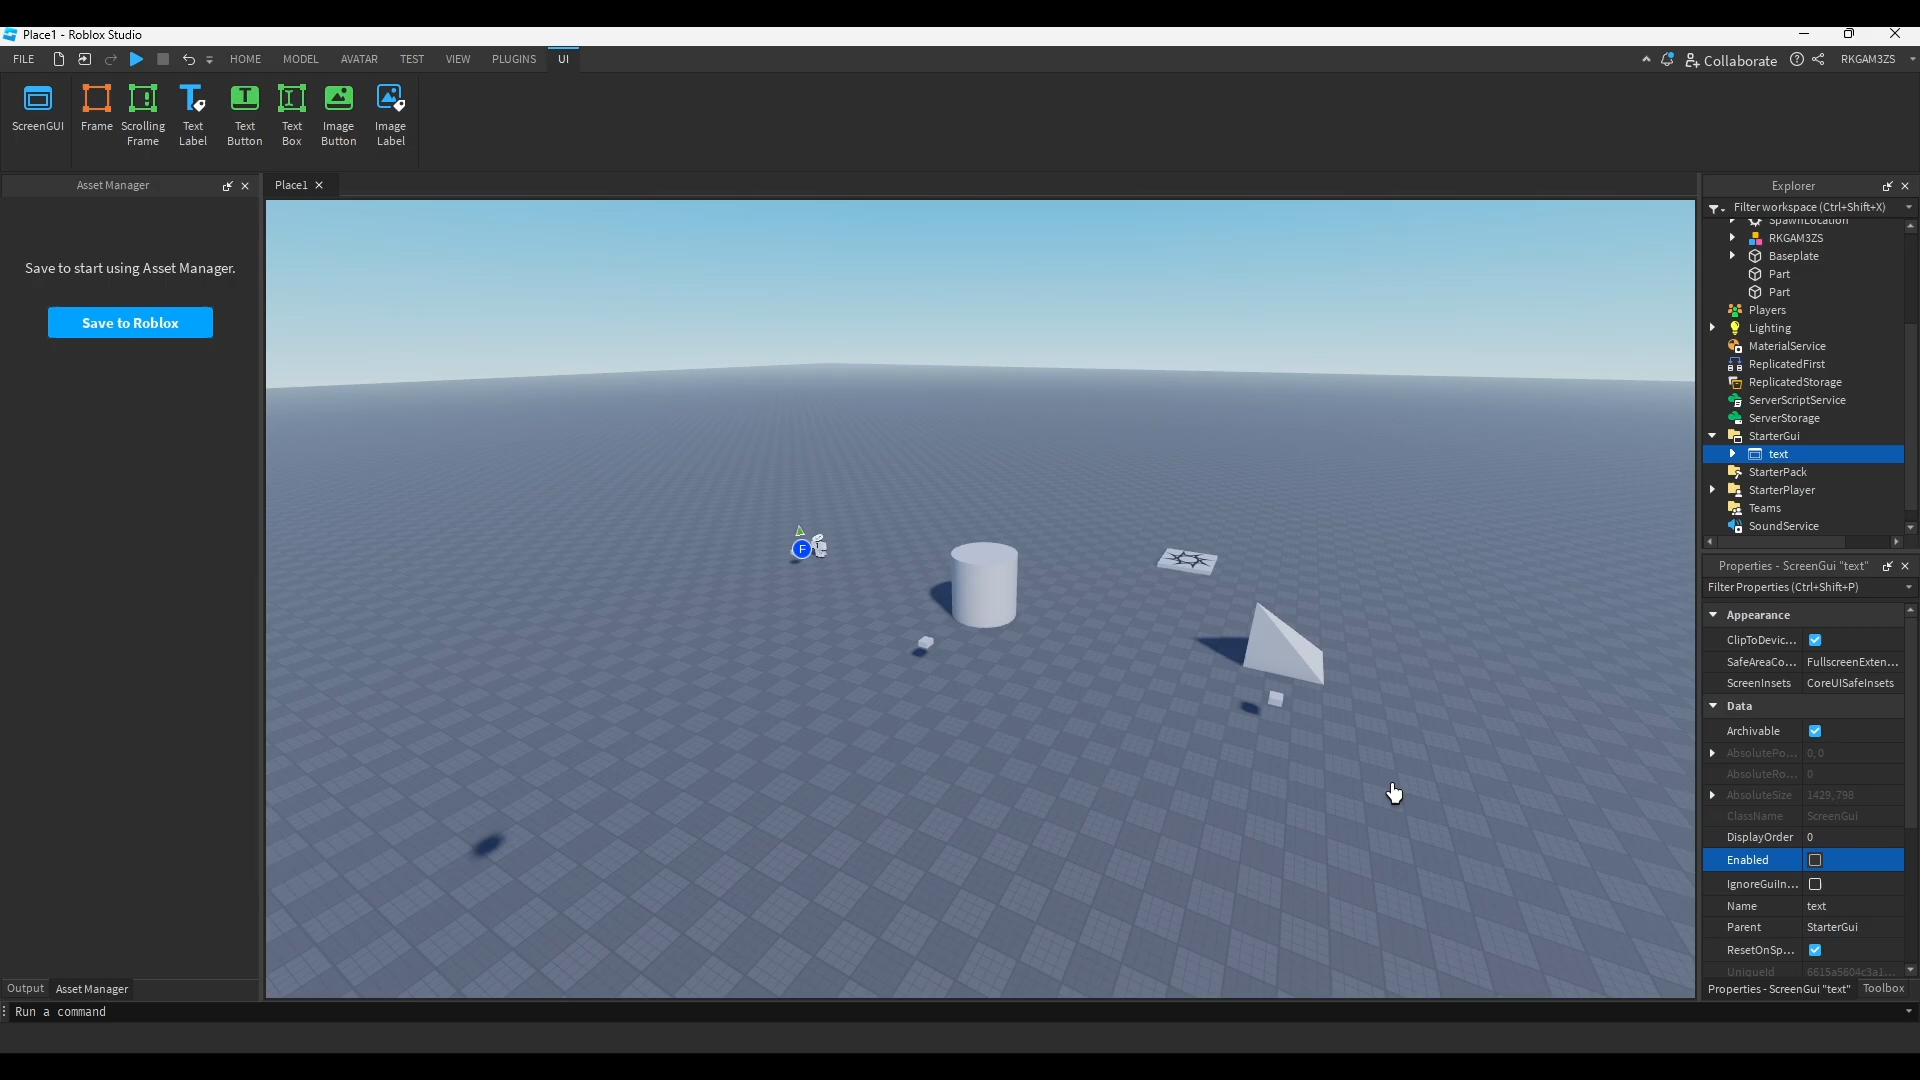 Place1 - Roblox Studio
FILE HOME MODEL AVATAR TEST VIEW PLUGINS UI Collaborate RKGAM3ZS
ScreenGUI
Frame
Scrolling
Frame
Text
Label
Text
Button
Text
Box
Image
Button
Image
Label
Asset Manager
Save to start using Asset Manager.
Save to Roblox
Place1
F
Explorer
Filter workspace (Ctrl+Shift+X)
SpawnLocation
RKGAM3ZS
Baseplate
Part
Part
Players
Lighting
MaterialService
ReplicatedFirst
ReplicatedStorage
ServerScriptService
ServerStorage
StarterGui
text
StarterPack
StarterPlayer
Teams
SoundService
Properties - ScreenGui "text"
Filter Properties (Ctrl+Shift+P)
Appearance
ClipToDevic...
SafeAreaCo... FullscreenExten...
ScreenInsets CoreUISafeInsets
Data
Archivable
AbsolutePo... 0, 0
AbsoluteRo... 0
AbsoluteSize 1429, 798
ClassName ScreenGui
DisplayOrder 0
Enabled
IgnoreGuiIn...
Name text
Parent StarterGui
ResetOnSp...
UniqueId 6615a5604c3a1...
Output Asset Manager
Properties - ScreenGui "text" Toolbox
Run a command